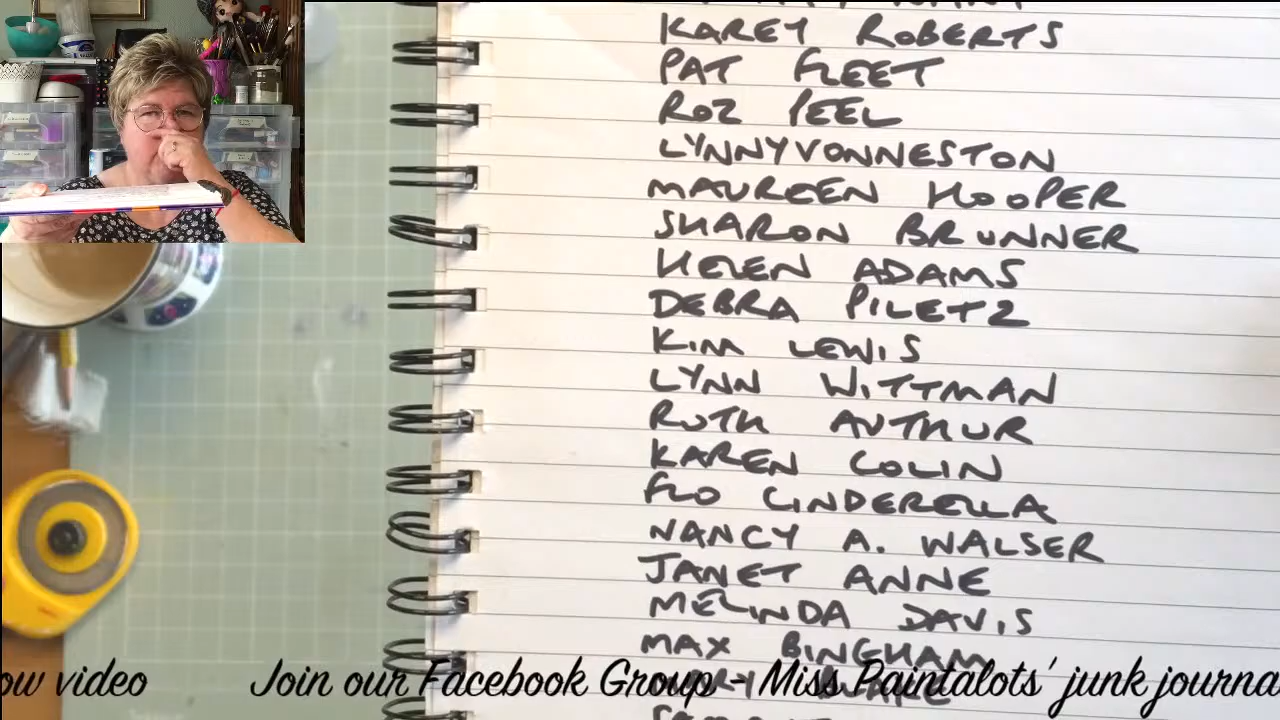 KAREY ROBERTS
PAT FLEET
ROZ PEEL
LYNNYVONNESTON
MAUREEN HOOPER
SHARON BRUNNER
HELEN ADAMS
DEBRA PILETZ
KIM LEWIS
LYNN WITTMAN
RUTH AUTHUR
KAREN COLIN
FLO CINDERELLA
NANCY A. WALSER
JANET ANNE
MELINDA DAVIS
MAX BINGHAM
ow video Join our Facebook Group - Miss Paintalots' junk journa